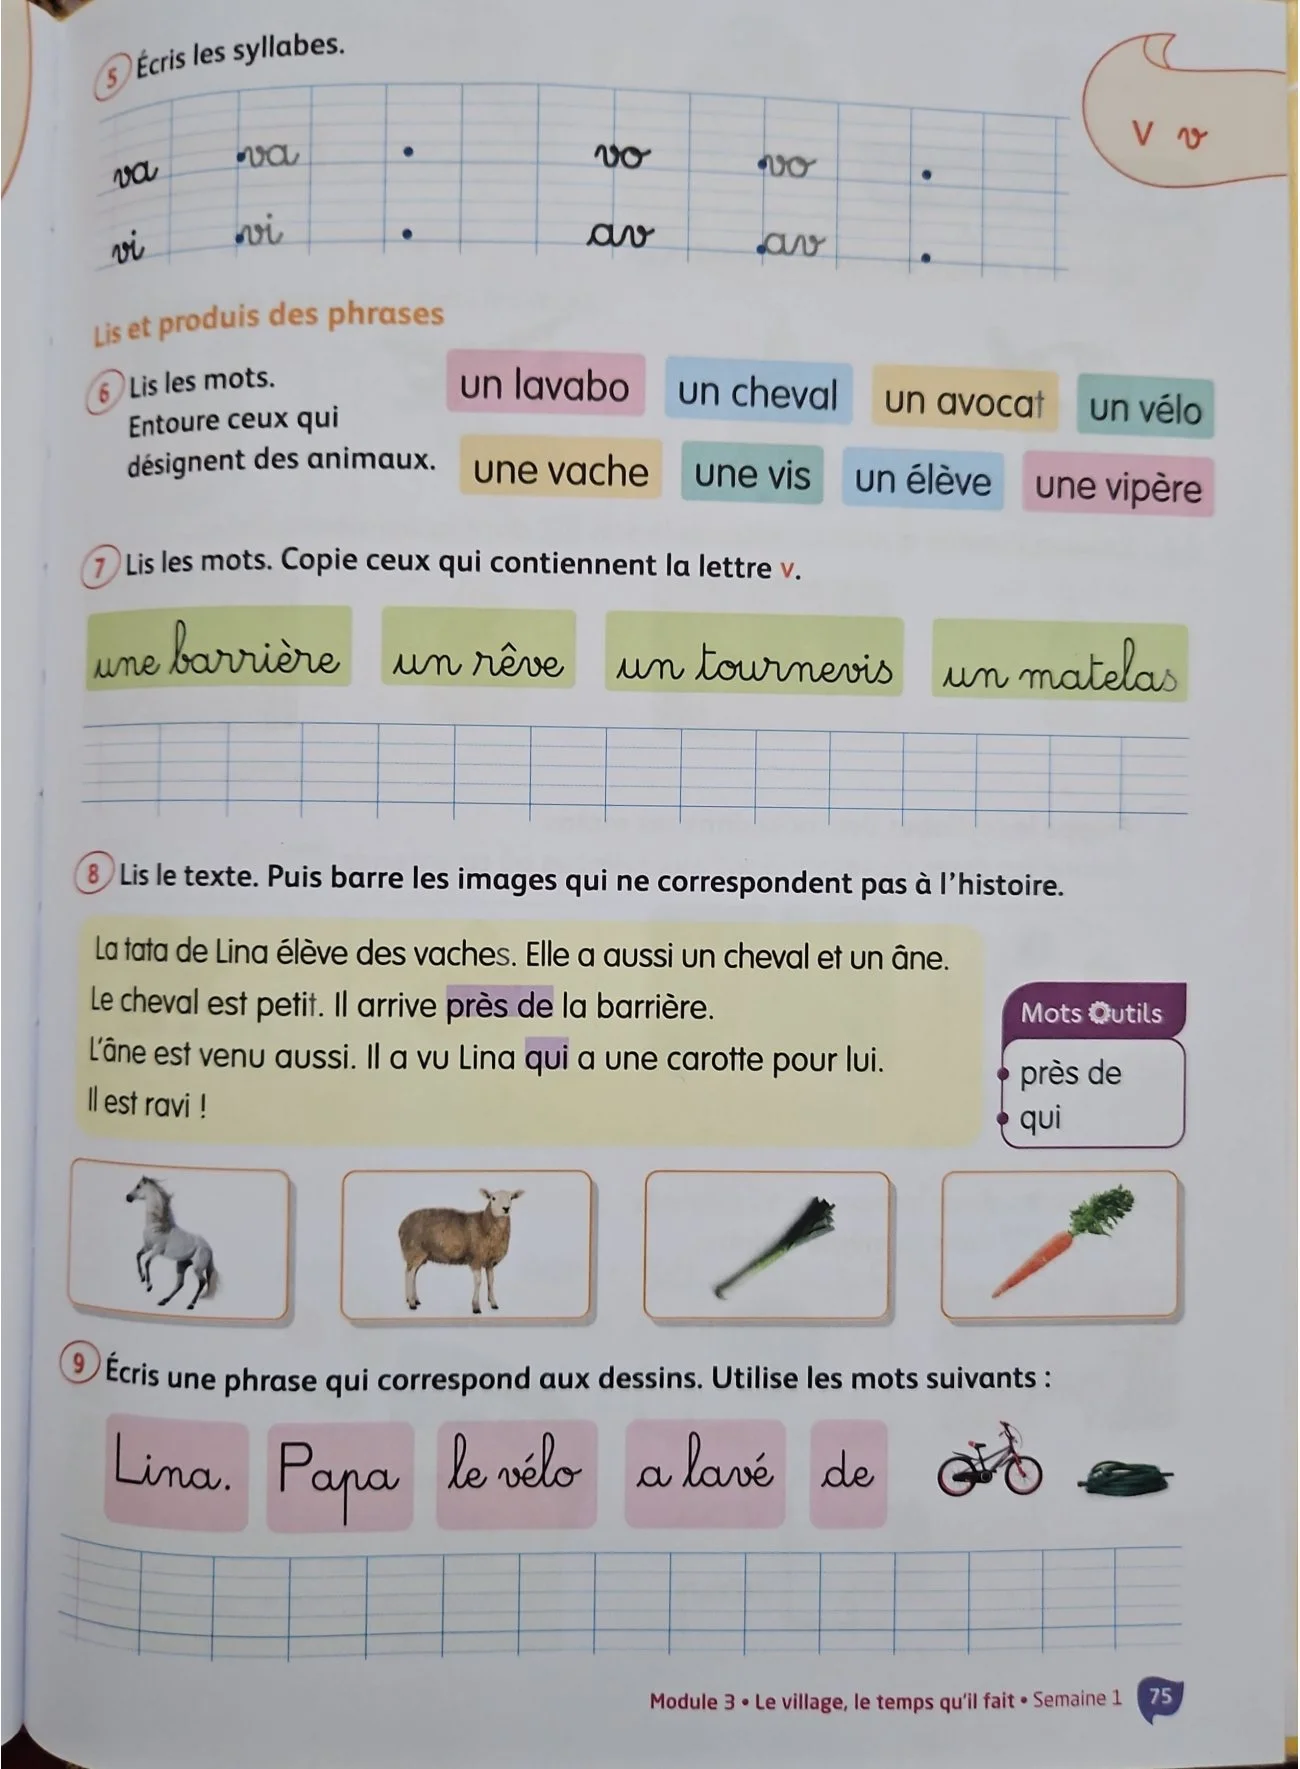 5 Écris les syllabes.
V v
va va vo vo
vi vi av av
Lis et produis des phrases
6 Lis les mots.
Entoure ceux qui
désignent des animaux.
un lavabo un cheval un avocat un vélo
une vache une vis un élève une vipère
7 Lis les mots. Copie ceux qui contiennent la lettre v.
une barrière un rêve un tournevis un matelas
8 Lis le texte. Puis barre les images qui ne correspondent pas à l'histoire.
La tata de Lina élève des vaches. Elle a aussi un cheval et un âne.
Le cheval est petit. Il arrive près de la barrière.
L'âne est venu aussi. Il a vu Lina qui a une carotte pour lui.
Il est ravi !
Mots Outils
près de
qui
9 Écris une phrase qui correspond aux dessins. Utilise les mots suivants :
Lina. Papa le vélo a lavé de
Module 3 • Le village, le temps qu'il fait • Semaine 1 75